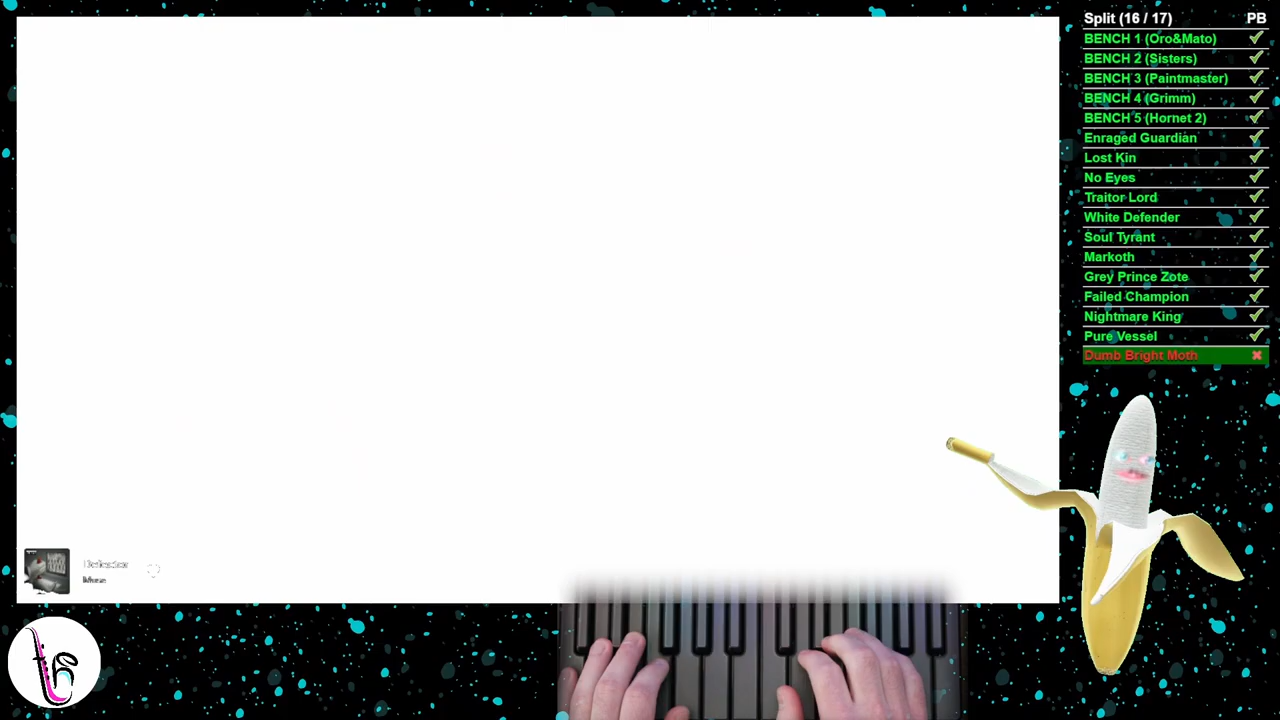 Split (16 / 17) PB
BENCH 1 (Oro&Mato)
BENCH 2 (Sisters)
BENCH 3 (Paintmaster)
BENCH 4 (Grimm)
BENCH 5 (Hornet 2)
Enraged Guardian
Lost Kin
No Eyes
Traitor Lord
White Defender
Soul Tyrant
Markoth
Grey Prince Zote
Failed Champion
Nightmare King
Pure Vessel
Dumb Bright Moth
Muse